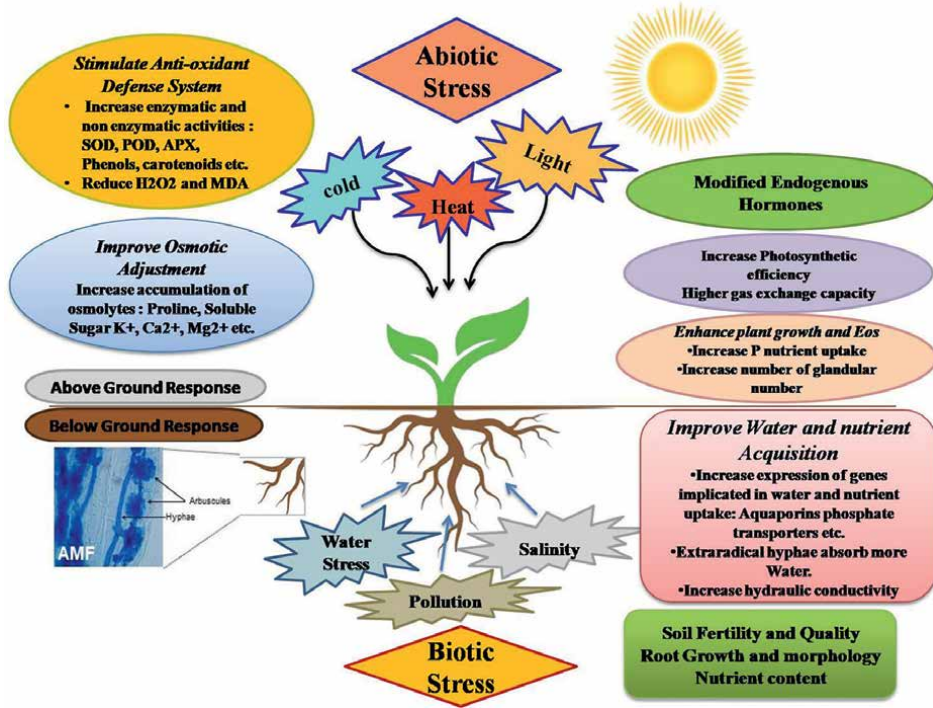 Abiotic
Stress
Stimulate Anti-oxidant
Defense System
• Increase enzymatic and
non enzymatic activities :
SOD, POD, APX,
Phenols, carotenoids etc.
• Reduce H2O2 and MDA
cold
Heat
Light
Modified Endogenous
Hormones
Improve Osmotic
Adjustment
Increase accumulation of
osmolytes : Proline, Soluble
Sugar K+, Ca2+, Mg2+ etc.
Increase Photosynthetic
efficiency
Higher gas exchange capacity
Enhance plant growth and Eos
•Increase P nutrient uptake
•Increase number of glandular
number
Above Ground Response
Below Ground Response
Arbuscules
Hyphae
AMF
Water
Stress
Pollution
Salinity
Improve Water and nutrient
Acquisition
•Increase expression of genes
implicated in water and nutrient
uptake: Aquaporins phosphate
transporters etc.
•Extraradical hyphae absorb more
Water.
•Increase hydraulic conductivity
Biotic
Stress
Soil Fertility and Quality
Root Growth and morphology
Nutrient content